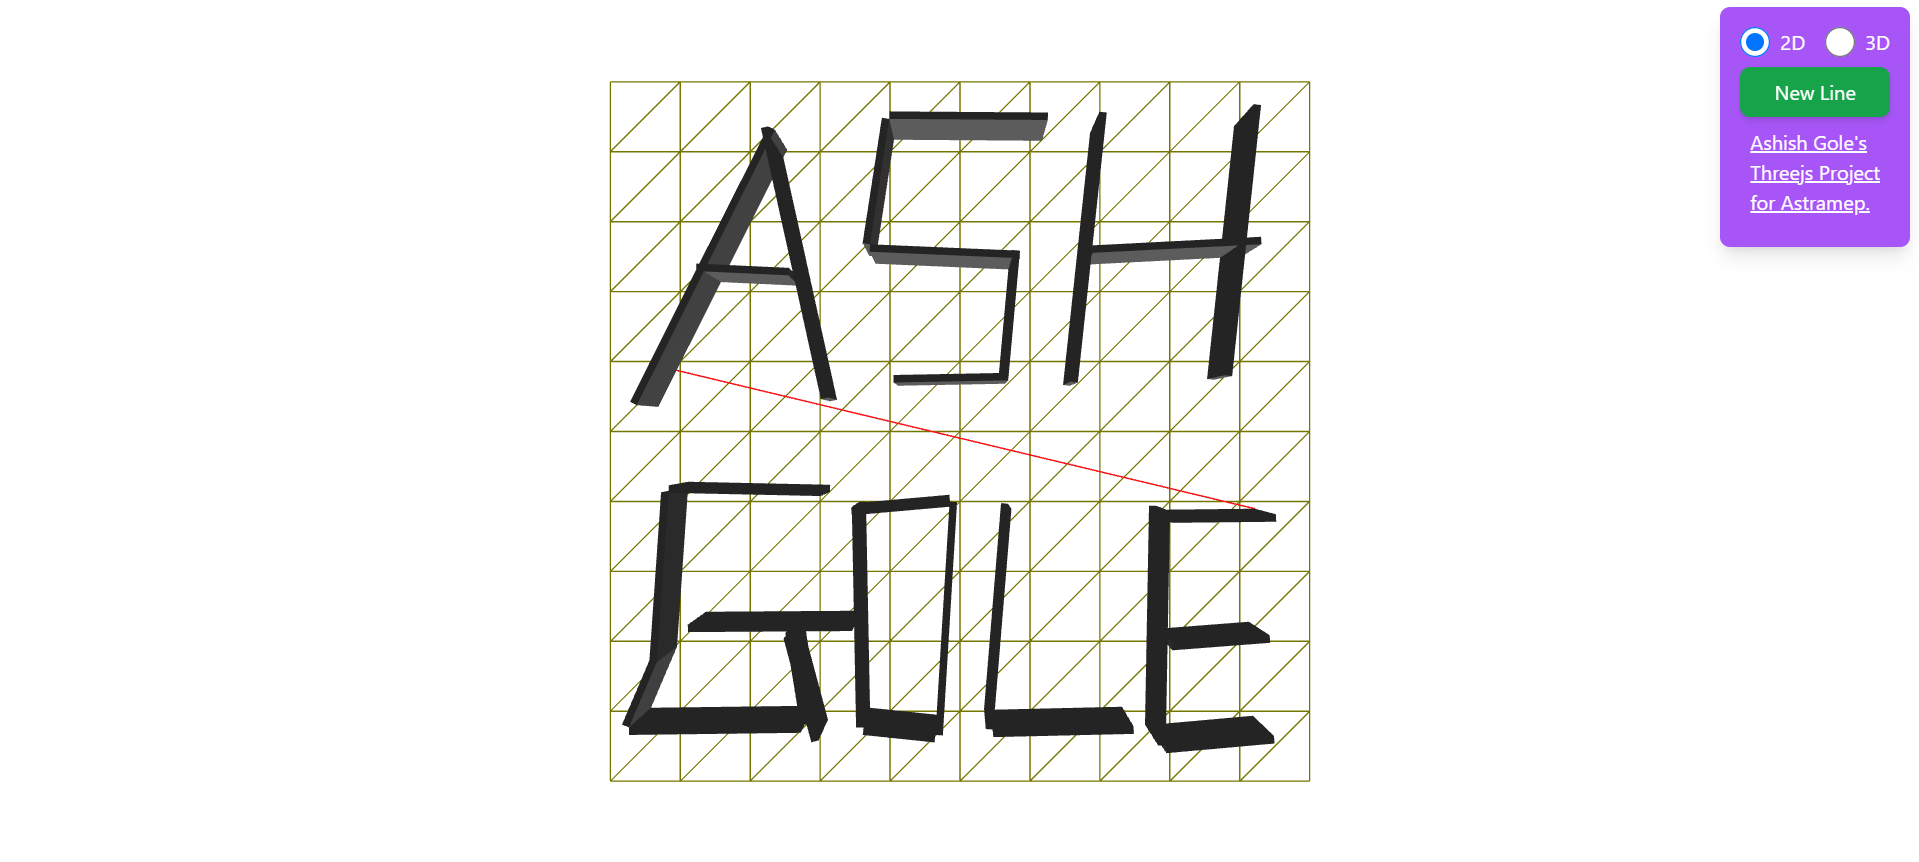 ASH
GOLE
2D 3D
New Line
Ashish Gole's
Threejs Project
for Astramep.